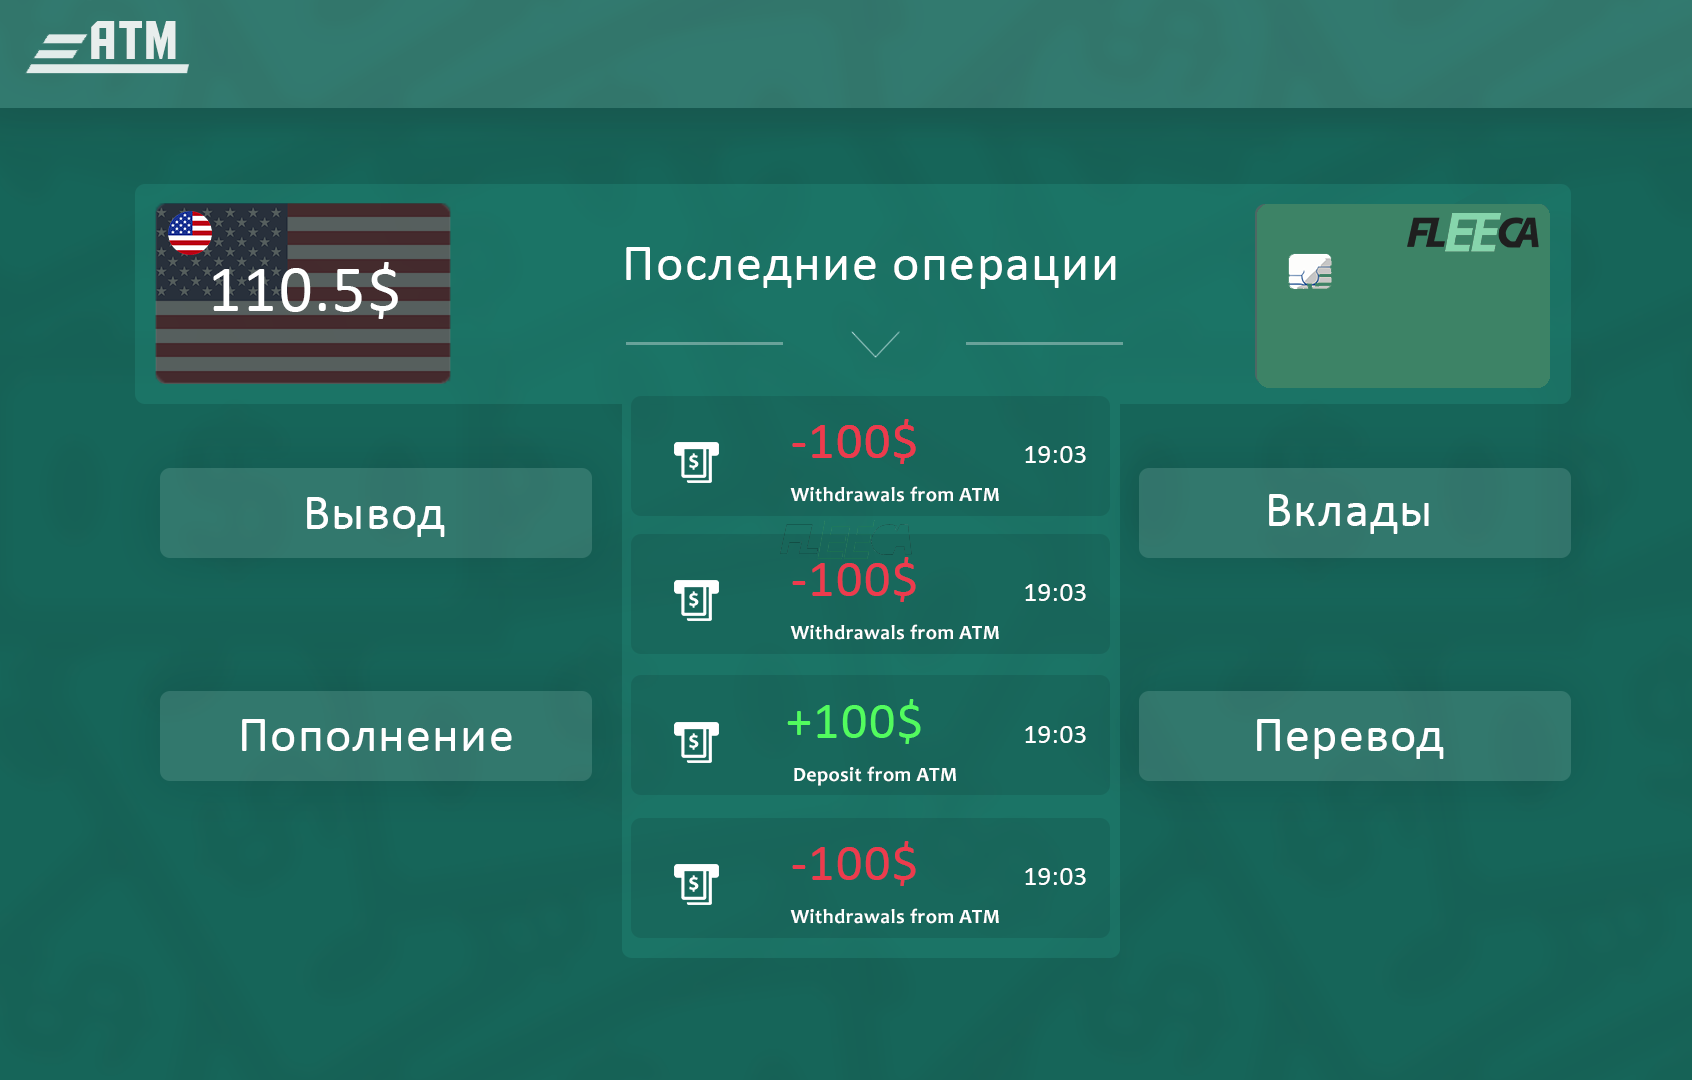 ATM
110.5$
Последние операции
FLEECA
-100$
19:03
Withdrawals from ATM
FLEECA
-100$
19:03
Withdrawals from ATM
+100$
19:03
Deposit from ATM
-100$
19:03
Withdrawals from ATM
Вывод
Вклады
Пополнение
Перевод